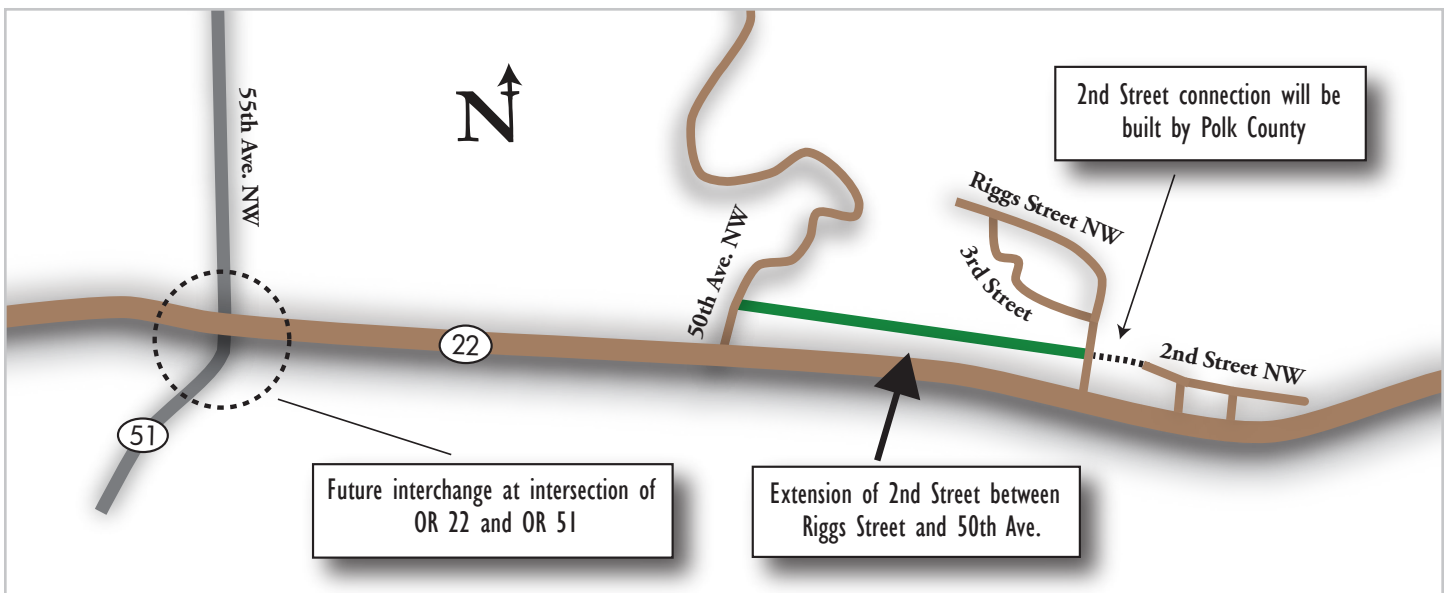 55th Ave. NW
N
50th Ave. NW
2nd Street connection will be
built by Polk County
Riggs Street NW
3rd Street
2nd Street NW
22
51
Future interchange at intersection of
OR 22 and OR 51
Extension of 2nd Street between
Riggs Street and 50th Ave.